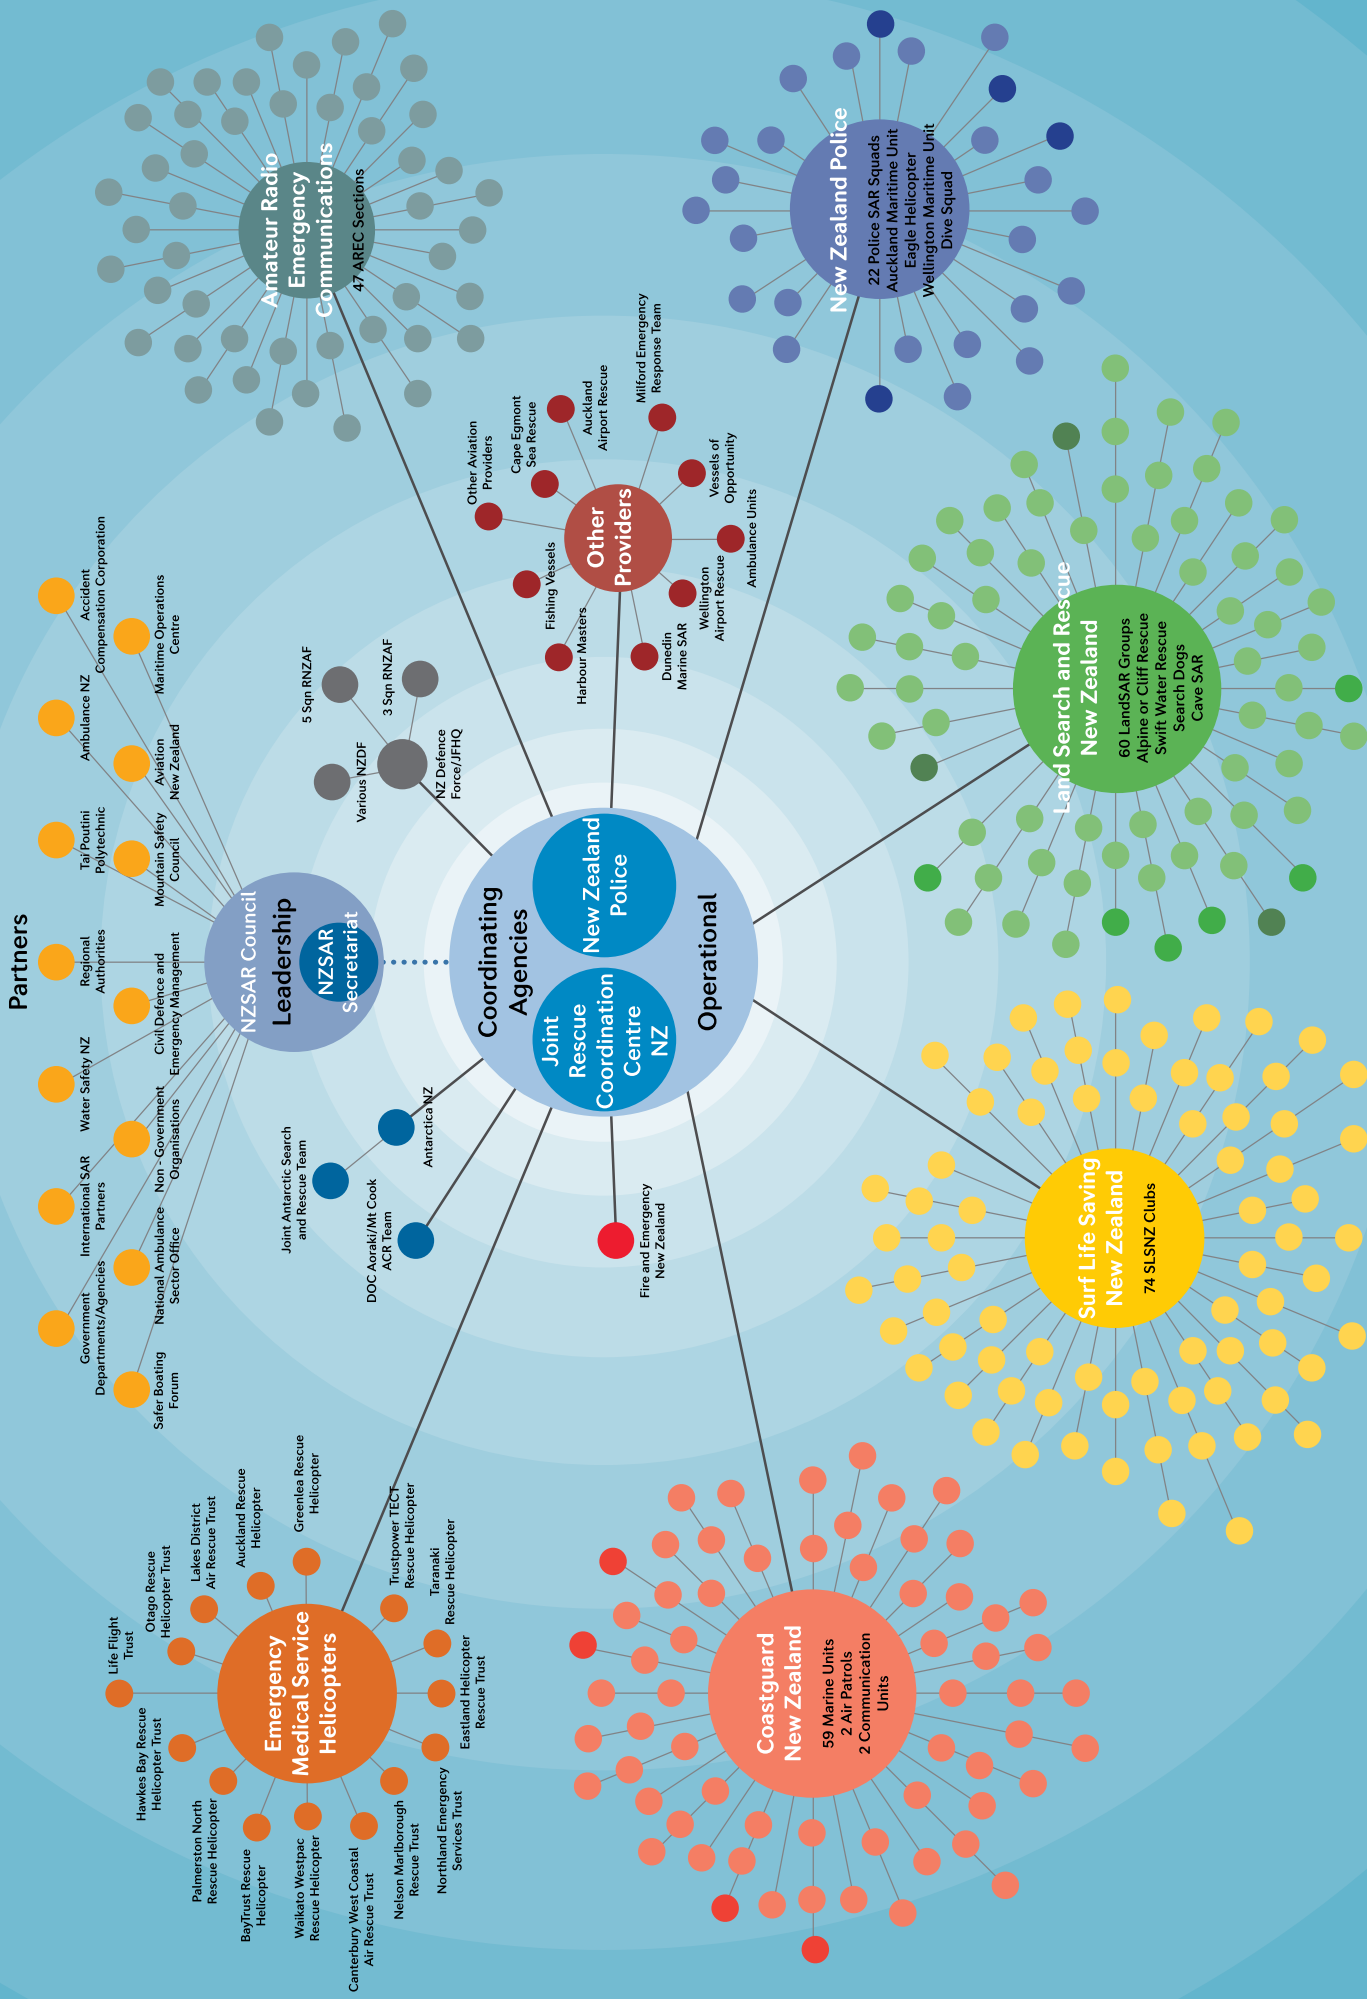 Partners
Government
Departments/Agencies
International SAR
Partners
Water Safety NZ
Regional
Authorities
Tai Poutini
Polytechnic
Ambulance NZ
Accident
Compensation Corporation
Safer Boating
Forum
National Ambulance
Sector Office
Non - Government
Organisations
Civil Defence and
Emergency Management
Mountain Safety
Council
Aviation
New Zealand
Maritime Operations
Centre
NZSAR Council
Leadership
NZSAR
Secretariat
Coordinating
Agencies
Joint
Rescue
Coordination
Centre
NZ
New Zealand
Police
Operational
Joint Antarctic Search
and Rescue Team
Antarctica NZ
DOC Aoraki/Mt Cook
ACR Team
Fire and Emergency
New Zealand
5 Sqn RNZAF
3 Sqn RNZAF
Various NZDF
NZ Defence
Force/JFHQ
Emergency
Medical Service
Helicopters
Life Flight
Trust
Otago Rescue
Helicopter Trust
Lakes District
Air Rescue Trust
Auckland Rescue
Helicopter
Greenlea Rescue
Helicopter
Trustpower TECT
Rescue Helicopter
Taranaki
Rescue Helicopter
Eastland Helicopter
Rescue Trust
Northland Emergency
Services Trust
Nelson Marlborough
Rescue Trust
Canterbury West Coastal
Air Rescue Trust
Waikato Westpac
Rescue Helicopter
BayTrust Rescue
Helicopter
Palmerston North
Rescue Helicopter
Hawkes Bay Rescue
Helicopter Trust
Amateur Radio
Emergency
Communications
47 AREC Sections
Other
Providers
Other Aviation
Providers
Cape Egmont
Sea Rescue
Auckland
Airport Rescue
Milford Emergency
Response Team
Vessels of
Opportunity
Ambulance Units
Wellington
Airport Rescue
Dunedin
Marine SAR
Harbour Masters
Fishing Vessels
New Zealand Police
22 Police SAR Squads
Auckland Maritime Unit
Eagle Helicopter
Wellington Maritime Unit
Dive Squad
Land Search and Rescue
New Zealand
60 LandSAR Groups
Alpine or Cliff Rescue
Swift Water Rescue
Search Dogs
Cave SAR
Surf Life Saving
New Zealand
74 SLSNZ Clubs
Coastguard
New Zealand
59 Marine Units
2 Air Patrols
2 Communication
Units